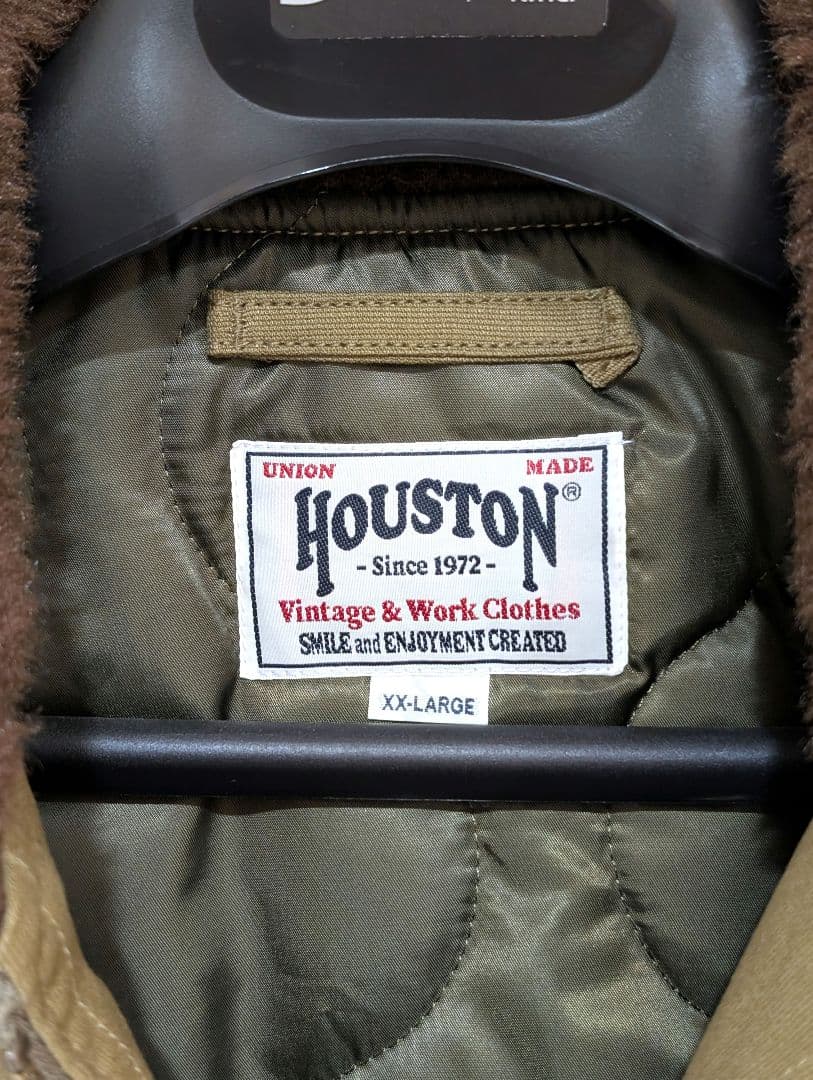 UNION MADE
HOUSTON®
- Since 1972 -
Vintage & Work Clothes
SMILE and ENJOYMENT CREATED
XX-LARGE